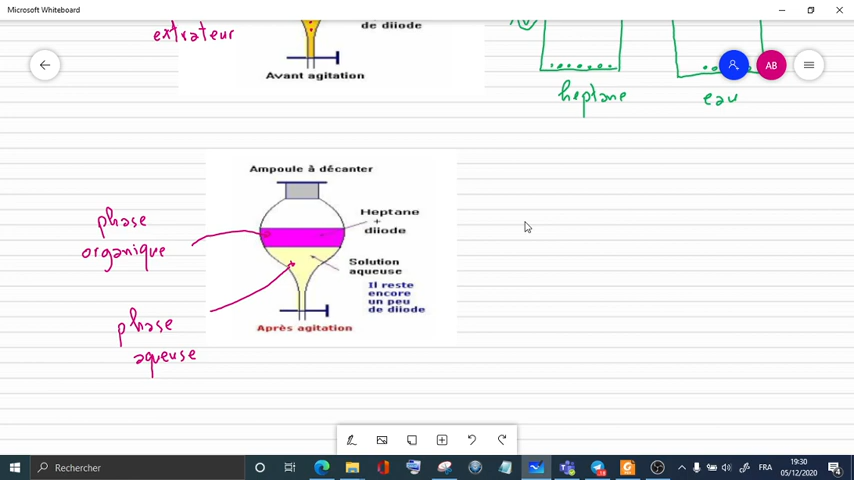 Microsoft Whiteboard
extrateur
de diiode
Avant agitation
heptane
eau
AB
Ampoule à décanter
phase
organique
Heptane
+
diiode
Solution
aqueuse
Il reste
encore
un peu
de diiode
phase
aqueuse
Après agitation
Rechercher
FRA
19:30
05/12/2020
4